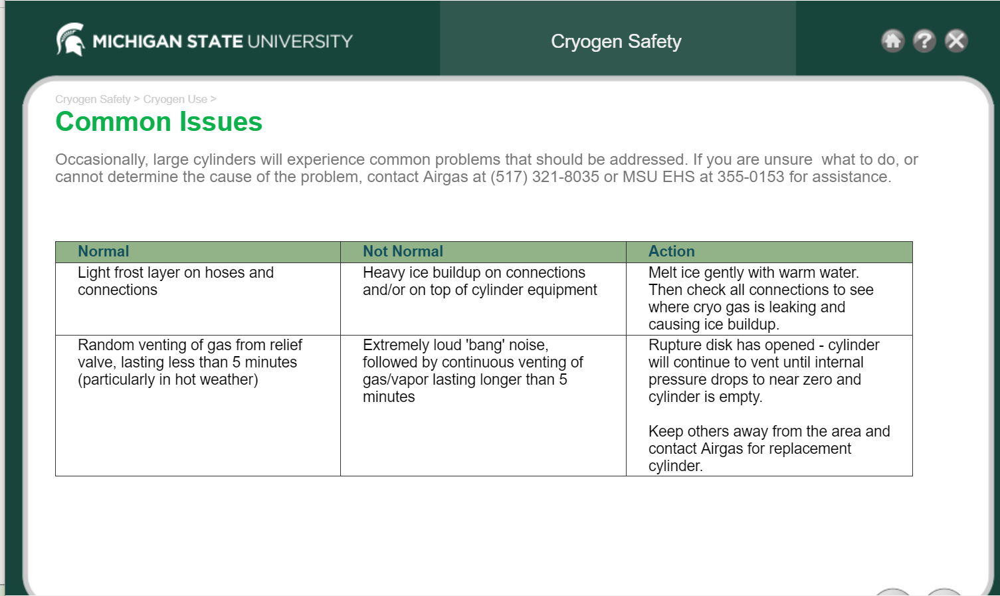 MICHIGAN STATE UNIVERSITY
Cryogen Safety
Cryogen Safety > Cryogen Use >
Common Issues
Occasionally, large cylinders will experience common problems that should be addressed. If you are unsure  what to do, or
cannot determine the cause of the problem, contact Airgas at (517) 321-8035 or MSU EHS at 355-0153 for assistance.
Normal
Not Normal
Action
Light frost layer on hoses and
connections
Heavy ice buildup on connections
and/or on top of cylinder equipment
Melt ice gently with warm water.
Then check all connections to see
where cryo gas is leaking and
causing ice buildup.
Random venting of gas from relief
valve, lasting less than 5 minutes
(particularly in hot weather)
Extremely loud 'bang' noise,
followed by continuous venting of
gas/vapor lasting longer than 5
minutes
Rupture disk has opened - cylinder
will continue to vent until internal
pressure drops to near zero and
cylinder is empty.
Keep others away from the area and
contact Airgas for replacement
cylinder.